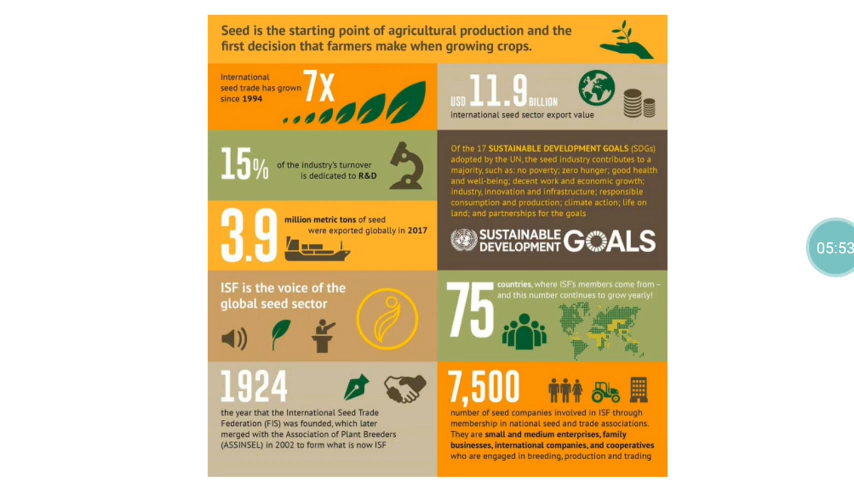 Seed is the starting point of agricultural production and the
first decision that farmers make when growing crops.
International
seed trade has grown
since 1994
7X
USD 11.9 BILLION
international seed sector export value
15%
of the industry's turnover
is dedicated to R&D
Of the 17 SUSTAINABLE DEVELOPMENT GOALS (SDGs)
adopted by the UN, the seed industry contributes to a
majority, such as: no poverty; zero hunger; good health
and well-being; decent work and economic growth;
industry, innovation and infrastructure; responsible
consumption and production; climate action; life on
land; and partnerships for the goals
SUSTAINABLE
DEVELOPMENT GOALS
3.9
million metric tons of seed
were exported globally in 2017
ISF is the voice of the
global seed sector
75
countries, where ISF's members come from –
and this number continues to grow yearly!
1924
the year that the International Seed Trade
Federation (FIS) was founded, which later
merged with the Association of Plant Breeders
(ASSINSEL) in 2002 to form what is now ISF
7,500
number of seed companies involved in ISF through
membership in national seed and trade associations.
They are small and medium enterprises, family
businesses, international companies, and cooperatives
who are engaged in breeding, production and trading
05:53